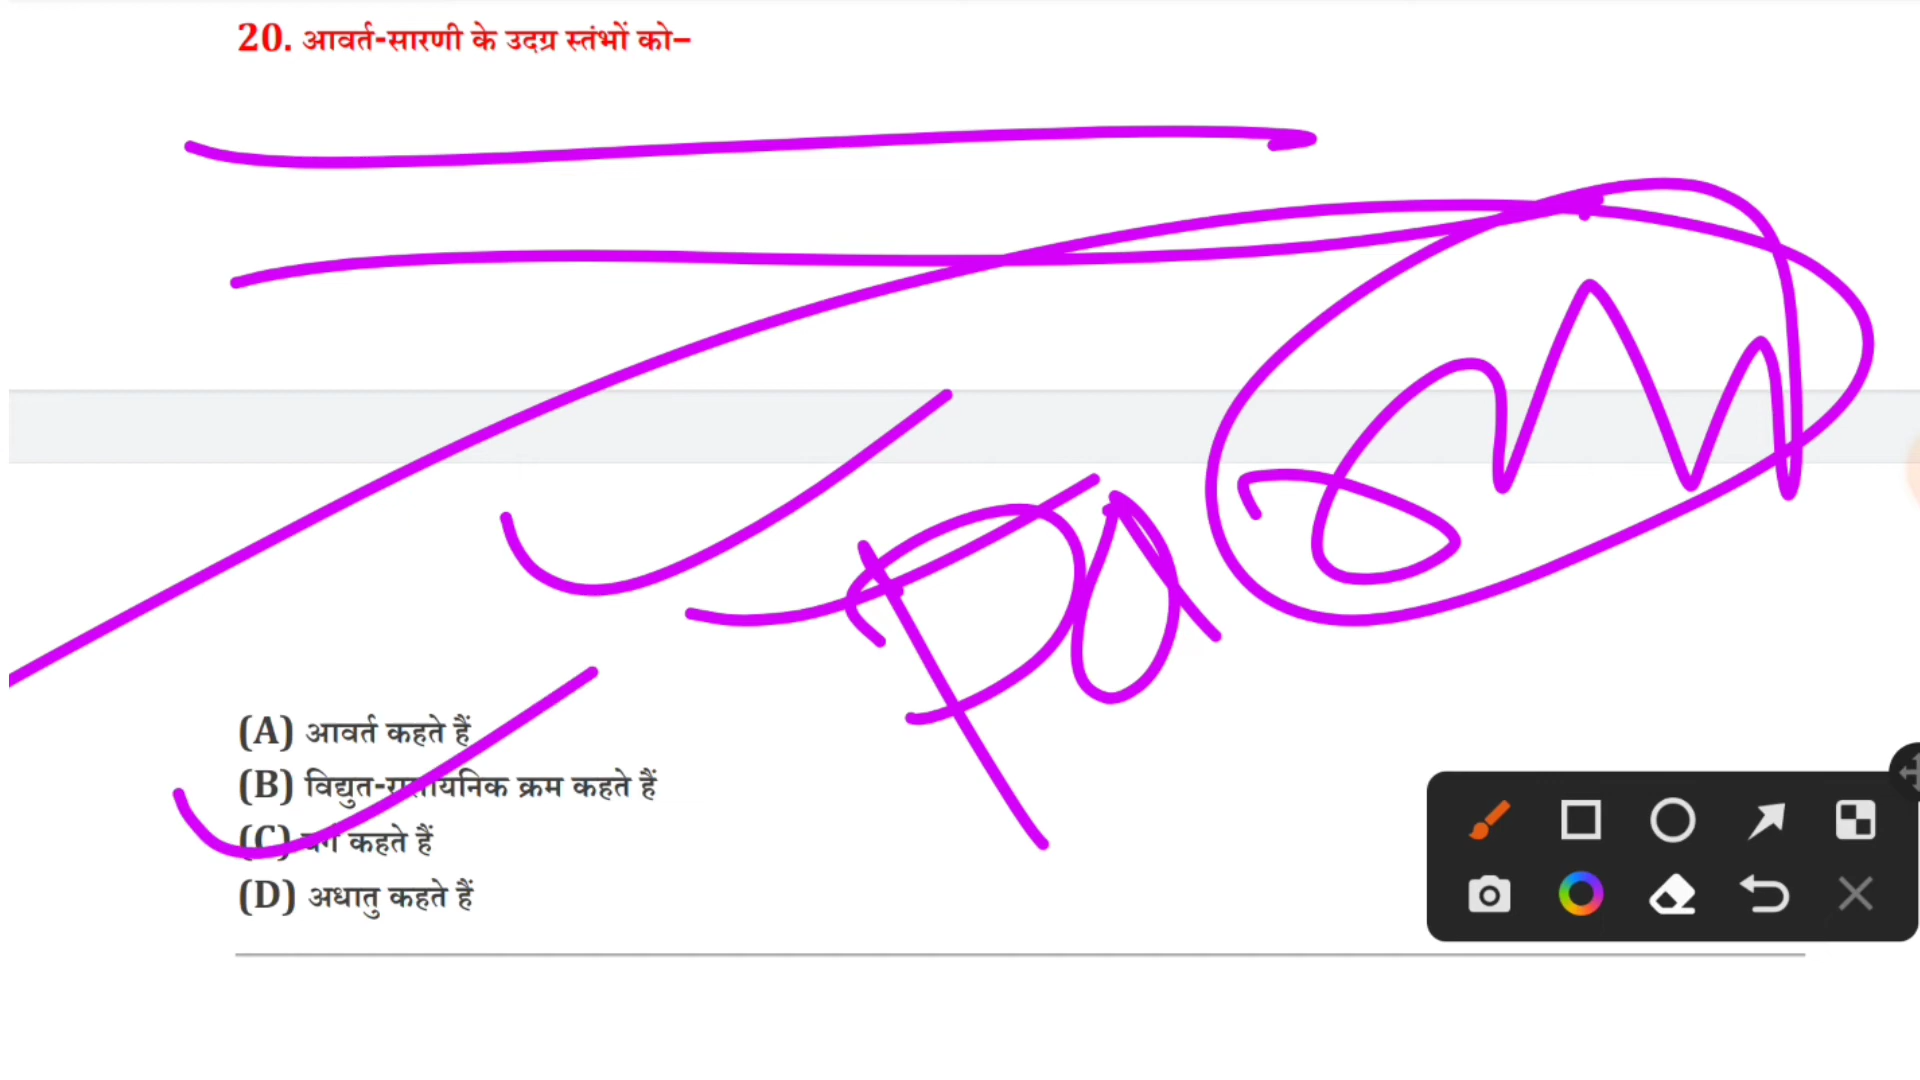 20. आवर्त-सारणी के उदग्र स्तंभों को–
(A) आवर्त कहते हैं
(B) विद्युत-रासायनिक क्रम कहते हैं
(C) वर्ग कहते हैं
(D) अधातु कहते हैं